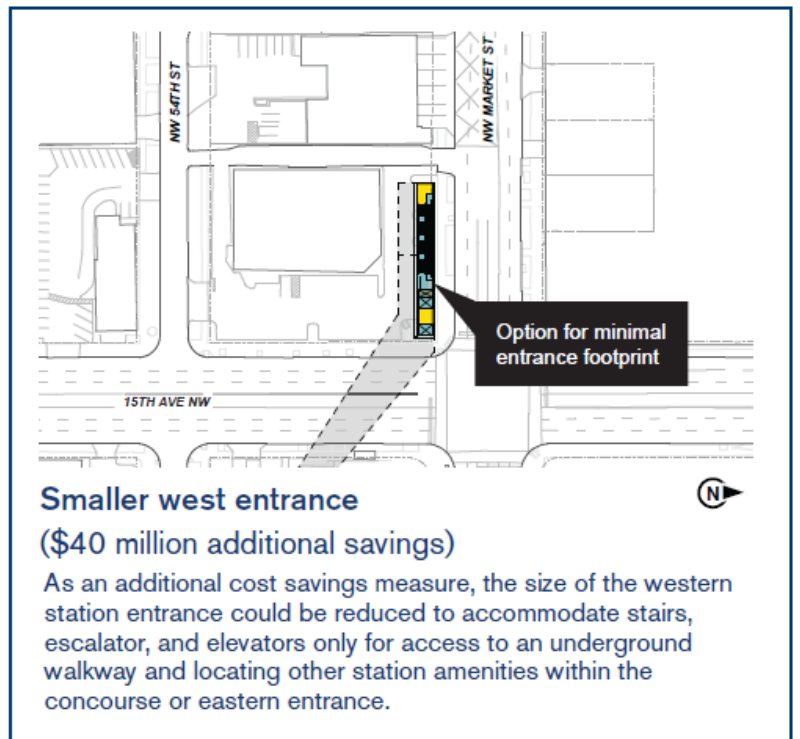 NW 54TH ST
NW MARKET ST
Option for minimal
entrance footprint
15TH AVE NW
N
Smaller west entrance
($40 million additional savings)
As an additional cost savings measure, the size of the western
station entrance could be reduced to accommodate stairs,
escalator, and elevators only for access to an underground
walkway and locating other station amenities within the
concourse or eastern entrance.